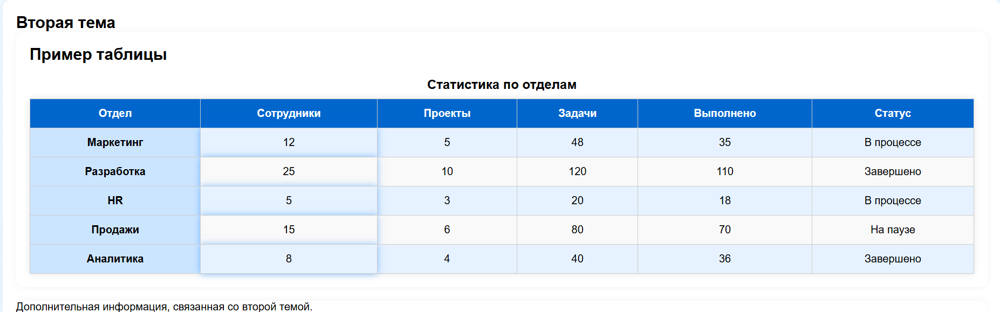 Вторая тема
Пример таблицы
Статистика по отделам
Отдел Сотрудники Проекты Задачи Выполнено Статус
Маркетинг 12 5 48 35 В процессе
Разработка 25 10 120 110 Завершено
HR 5 3 20 18 В процессе
Продажи 15 6 80 70 На паузе
Аналитика 8 4 40 36 Завершено
Дополнительная информация, связанная со второй темой.